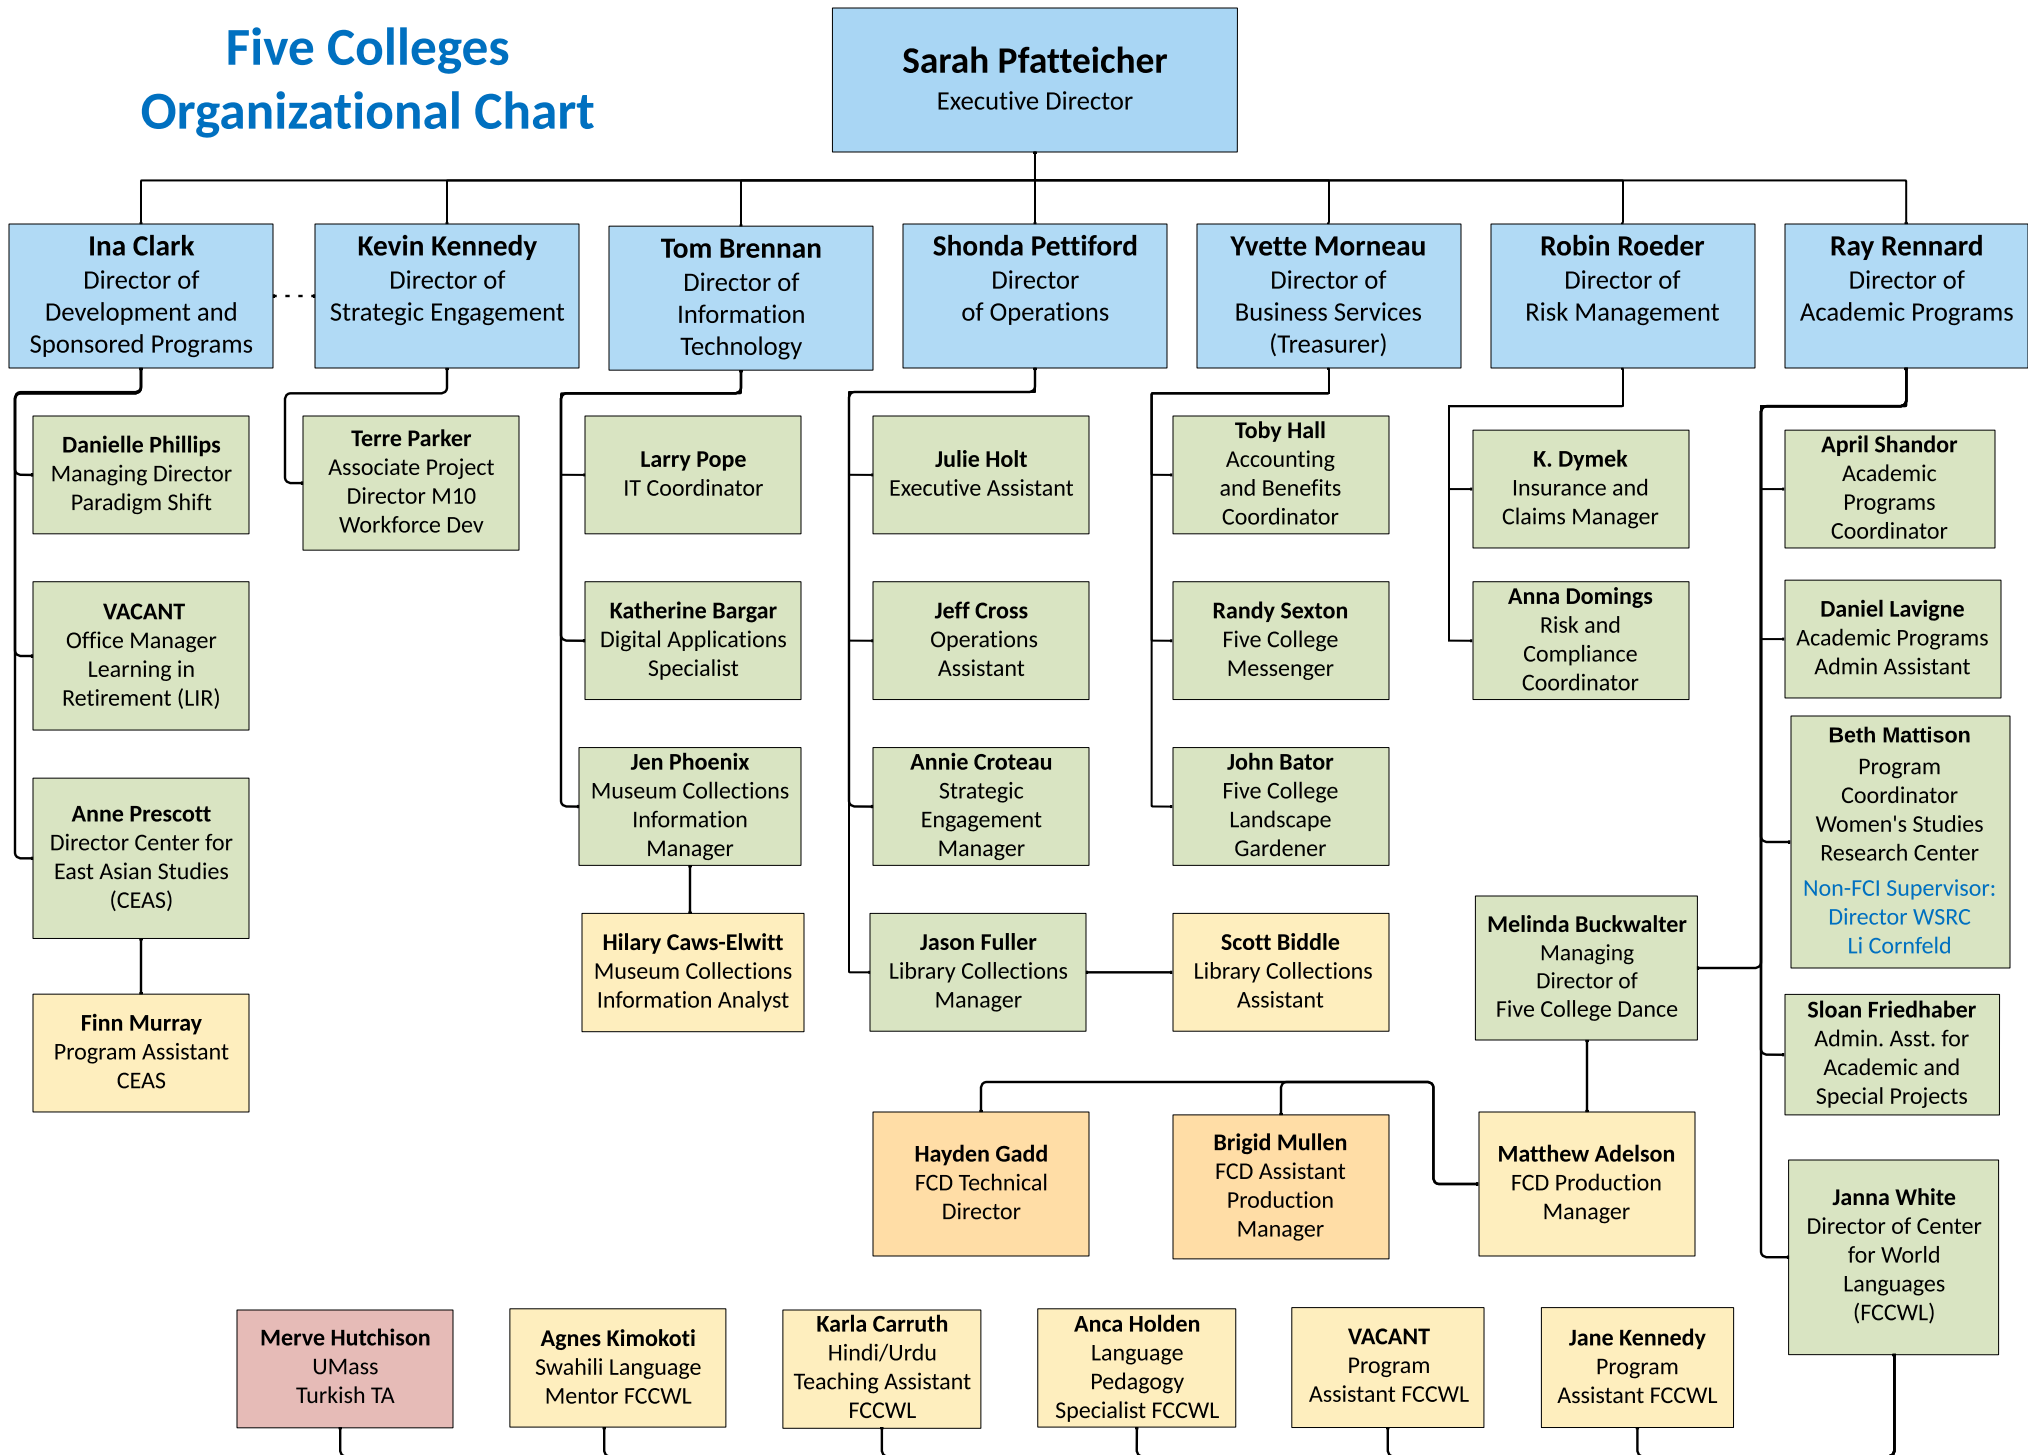 Five Colleges
Organizational Chart
Sarah Pfatteicher
Executive Director
Ina Clark
Director of
Development and
Sponsored Programs
Kevin Kennedy
Director of
Strategic Engagement
Tom Brennan
Director of
Information
Technology
Shonda Pettiford
Director
of Operations
Yvette Morneau
Director of
Business Services
(Treasurer)
Robin Roeder
Director of
Risk Management
Ray Rennard
Director of
Academic Programs
Danielle Phillips
Managing Director
Paradigm Shift
Terre Parker
Associate Project
Director M10
Workforce Dev
Larry Pope
IT Coordinator
Julie Holt
Executive Assistant
Toby Hall
Accounting
and Benefits
Coordinator
K. Dymek
Insurance and
Claims Manager
April Shandor
Academic
Programs
Coordinator
VACANT
Office Manager
Learning in
Retirement (LIR)
Katherine Bargar
Digital Applications
Specialist
Jeff Cross
Operations
Assistant
Randy Sexton
Five College
Messenger
Anna Domings
Risk and
Compliance
Coordinator
Daniel Lavigne
Academic Programs
Admin Assistant
Anne Prescott
Director Center for
East Asian Studies
(CEAS)
Jen Phoenix
Museum Collections
Information
Manager
Annie Croteau
Strategic
Engagement
Manager
John Bator
Five College
Landscape
Gardener
Beth Mattison
Program
Coordinator
Women's Studies
Research Center
Non-FCI Supervisor:
Director WSRC
Li Cornfeld
Finn Murray
Program Assistant
CEAS
Hilary Caws-Elwitt
Museum Collections
Information Analyst
Jason Fuller
Library Collections
Manager
Scott Biddle
Library Collections
Assistant
Melinda Buckwalter
Managing
Director of
Five College Dance
Sloan Friedhaber
Admin. Asst. for
Academic and
Special Projects
Hayden Gadd
FCD Technical
Director
Brigid Mullen
FCD Assistant
Production
Manager
Matthew Adelson
FCD Production
Manager
Janna White
Director of Center
for World
Languages
(FCCWL)
Merve Hutchison
UMass
Turkish TA
Agnes Kimokoti
Swahili Language
Mentor FCCWL
Karla Carruth
Hindi/Urdu
Teaching Assistant
FCCWL
Anca Holden
Language
Pedagogy
Specialist FCCWL
VACANT
Program
Assistant FCCWL
Jane Kennedy
Program
Assistant FCCWL